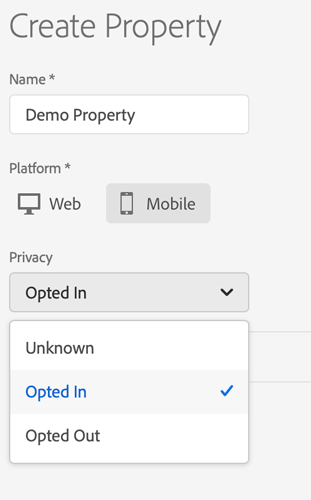 Create Property
Name *
Demo Property
Platform *
Web Mobile
Privacy
Opted In
Unknown
Opted In
Opted Out